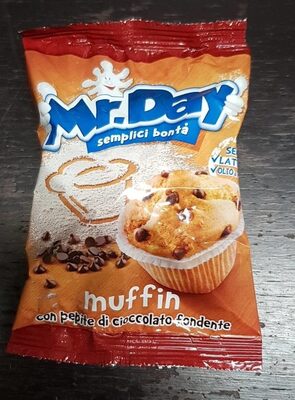 Mr.Day
semplici bontà
muffin
con pepite di cioccolato fondente